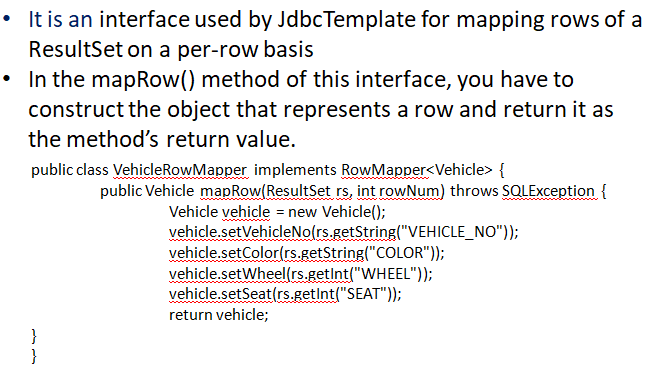 • It is an interface used by JdbcTemplate for mapping rows of a
ResultSet on a per-row basis
• In the mapRow() method of this interface, you have to
construct the object that represents a row and return it as
the method’s return value.
public class VehicleRowMapper implements RowMapper<Vehicle> {
public Vehicle mapRow(ResultSet rs, int rowNum) throws SQLException {
Vehicle vehicle = new Vehicle();
vehicle.setVehicleNo(rs.getString("VEHICLE_NO"));
vehicle.setColor(rs.getString("COLOR"));
vehicle.setWheel(rs.getInt("WHEEL"));
vehicle.setSeat(rs.getInt("SEAT"));
return vehicle;
}
}